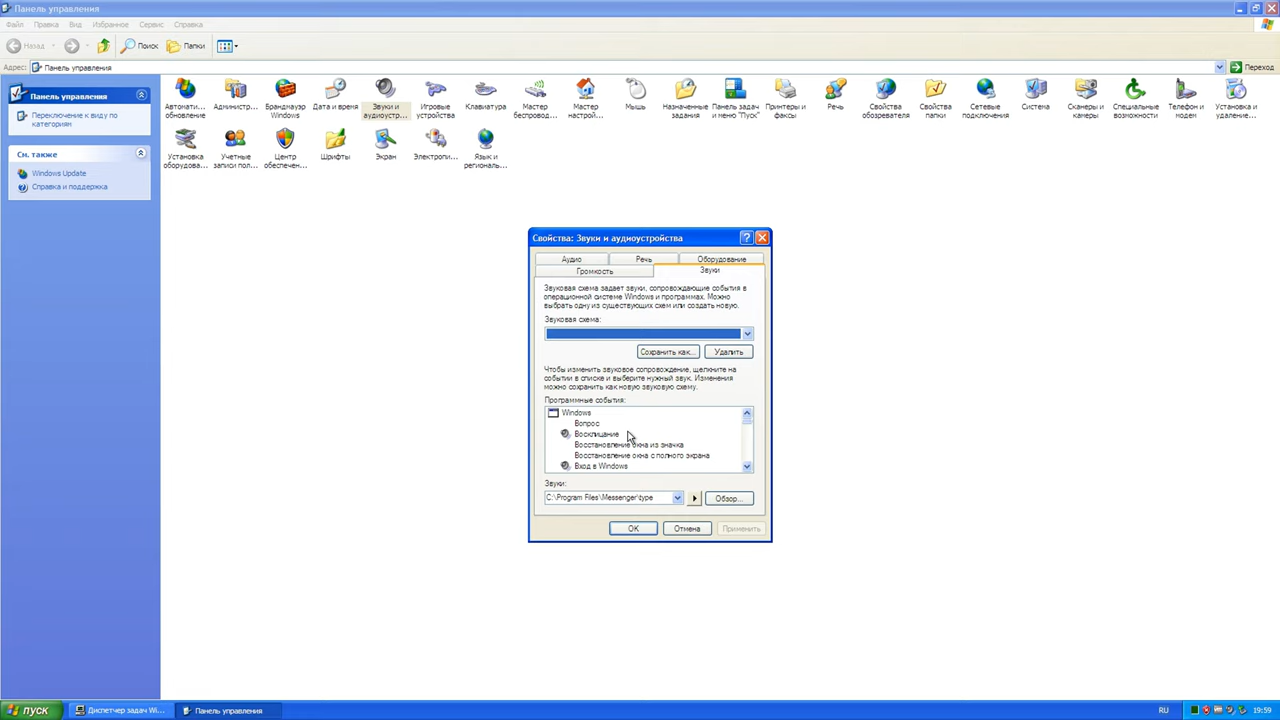 Панель управления
Файл Правка Вид Избранное Сервис Справка
Назад Поиск Папки
Адрес: Панель управления Переход
Панель управления
Переключение к виду по
категориям
См. также
Windows Update
Справка и поддержка
Автомати...
обновление
Администр...
Брандмауэр
Windows
Дата и время
Звуки и
аудиоустр...
Игровые
устройства
Клавиатура
Мастер
беспровод...
Мастер
настрой...
Мышь
Назначенные
задания
Панель задач
и меню "Пуск"
Принтеры и
факсы
Речь
Свойства
обозревателя
Свойства
папки
Сетевые
подключения
Система
Сканеры и
камеры
Специальные
возможности
Телефон и
модем
Установка и
удаление...
Установка
оборудова...
Учетные
записи пол...
Центр
обеспечен...
Шрифты
Экран
Электропи...
Язык и
региональ...
Свойства: Звуки и аудиоустройства
Аудио Речь Оборудование
Громкость Звуки
Звуковая схема задает звуки, сопровождающие события в
операционной системе Windows и программах. Можно
выбрать одну из существующих схем или создать новую.
Звуковая схема:
Сохранить как... Удалить
Чтобы изменить звуковое сопровождение, щелкните на
событии в списке и выберите нужный звук. Изменения
можно сохранить как новую звуковую схему.
Программные события:
Windows
Вопрос
Восклицание
Восстановление окна из значка
Восстановление окна с полного экрана
Вход в Windows
Звуки:
C:\Program Files\Messenger\type
Обзор...
OK Отмена Применить
пуск Диспетчер задач Wi... Панель управления RU 19:59